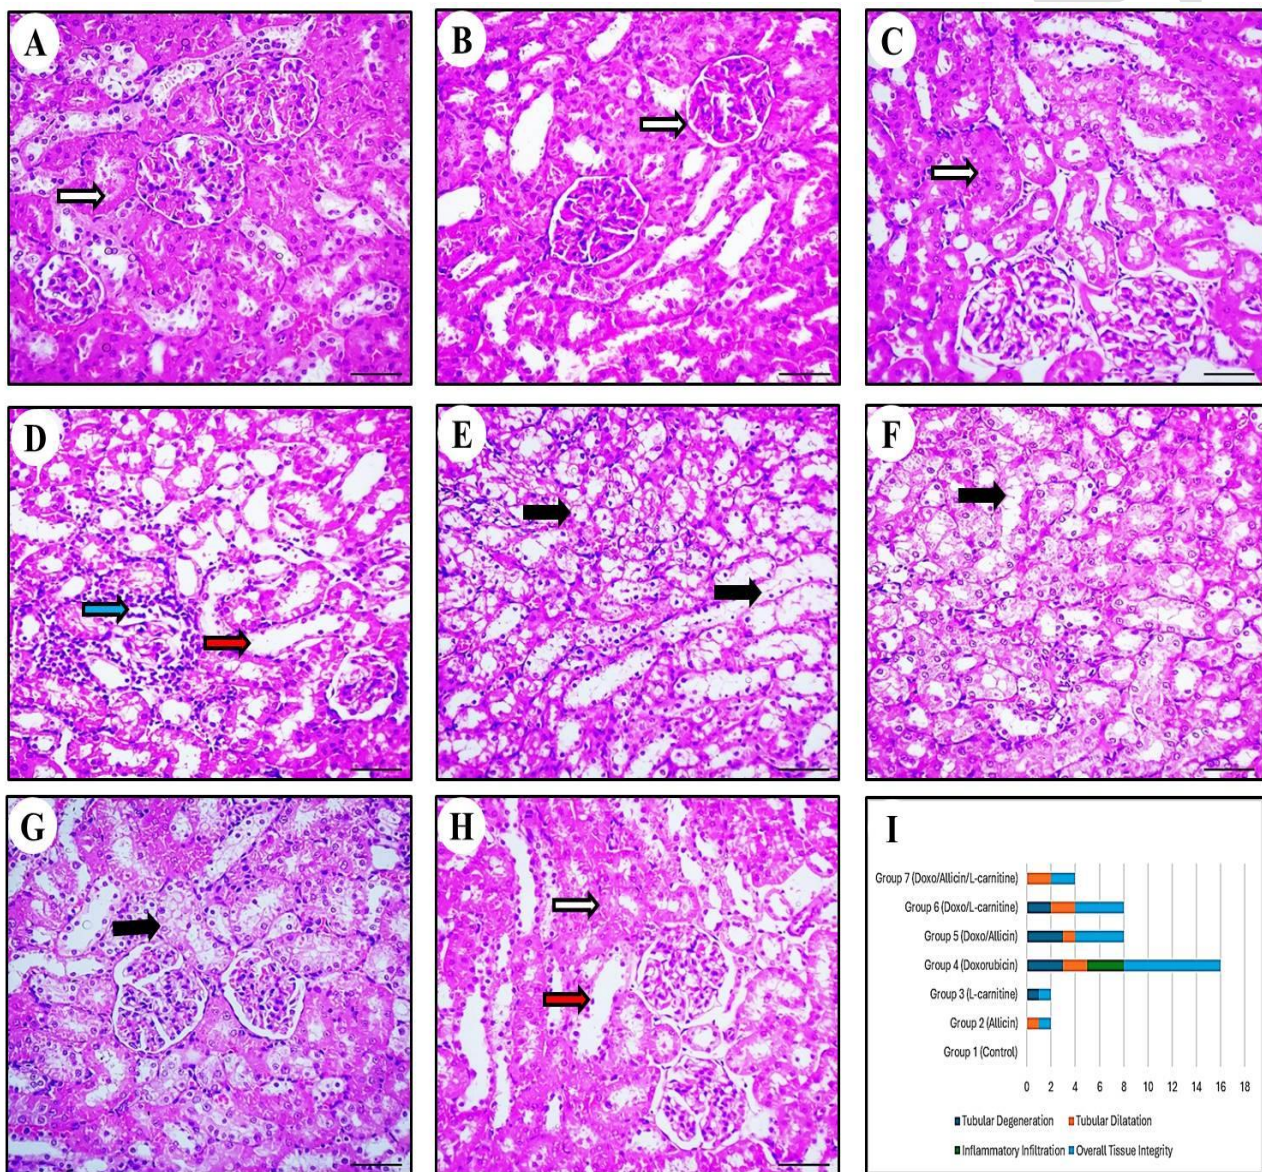 A
B
C
D
E
F
G
H
I
Group 7 (Doxo/Allicin/L-carnitine)
Group 6 (Doxo/L-carnitine)
Group 5 (Doxo/Allicin)
Group 4 (Doxorubicin)
Group 3 (L-carnitine)
Group 2 (Allicin)
Group 1 (Control)
0 2 4 6 8 10 12 14 16 18
Tubular Degeneration Tubular Dilatation
Inflammatory Infiltration Overall Tissue Integrity